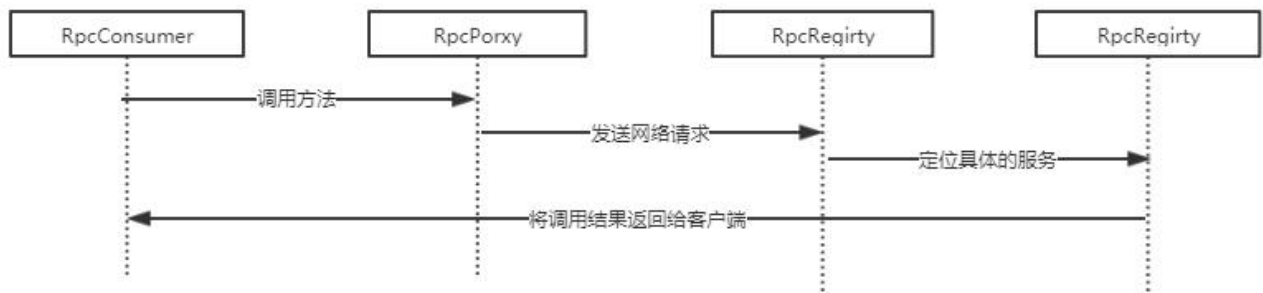 RpcConsumer
RpcPorxy
RpcRegirty
RpcRegirty
调用方法
发送网络请求
定位具体的服务
将调用结果返回给客户端